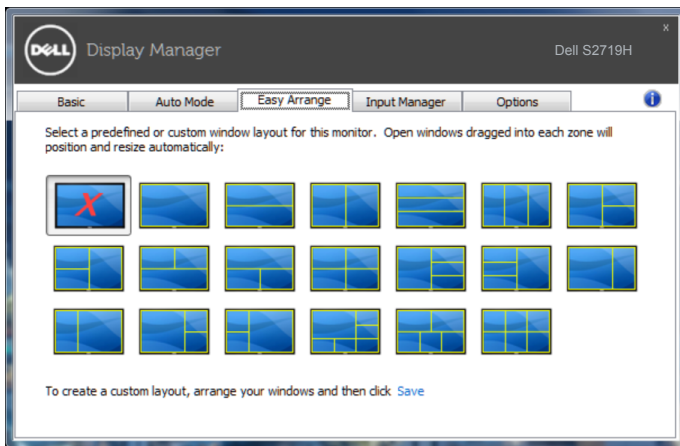 x
DELL Display Manager Dell S2719H
Basic Auto Mode Easy Arrange Input Manager Options i
Select a predefined or custom window layout for this monitor. Open windows dragged into each zone will
position and resize automatically:
X
To create a custom layout, arrange your windows and then click Save